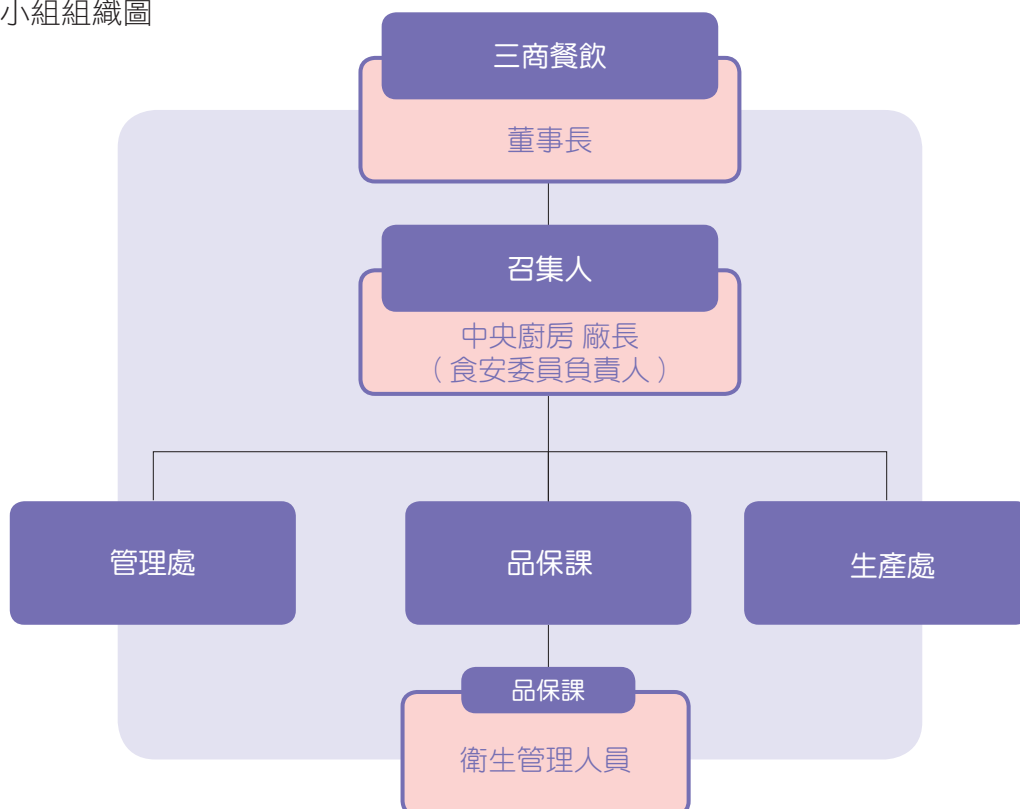 小組組織圖
三商餐飲
董事長
召集人
中央廚房 廠長
（食安委員負責人）
管理處
品保課
生產處
品保課
衛生管理人員